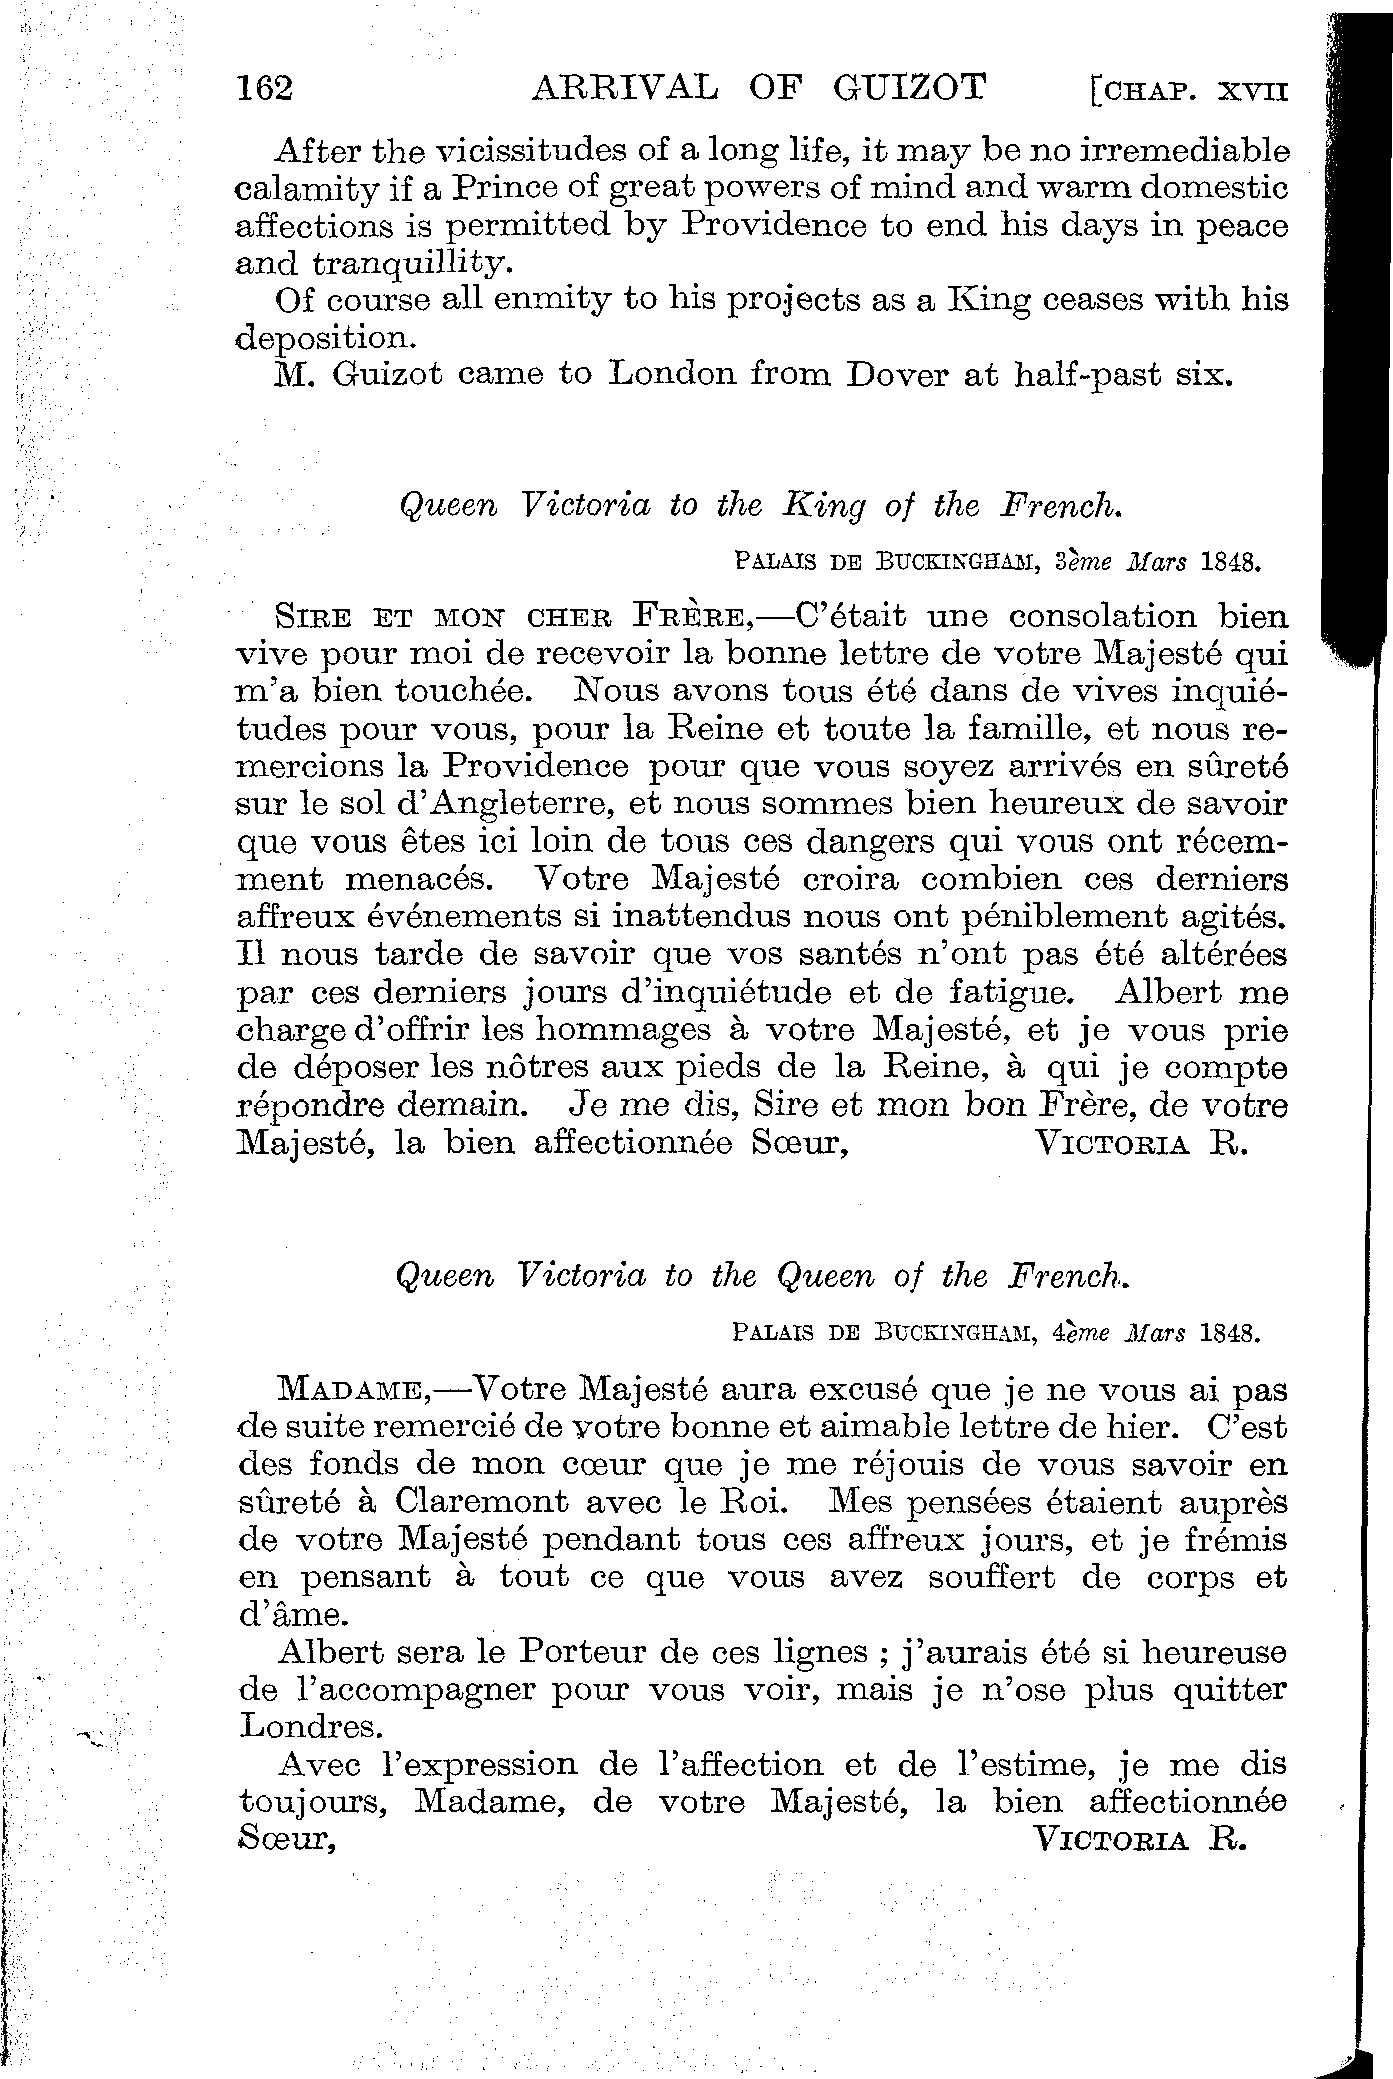 162 ARRIVAL OF GUIZOT [CHAP. XVII
After the vicissitudes of a long life, it may be no irremediable
calamity if a Prince of great powers of mind and warm domestic
affections is permitted by Providence to end his days in peace
and tranquillity.
Of course all enmity to his projects as a King ceases with his
deposition.
M. Guizot came to London from Dover at half-past six.
Queen Victoria to the King of the French.
PALAIS DE BUCKINGHAM, 3ème Mars 1848.
SIRE ET MON CHER FRÈRE,—C'était une consolation bien
vive pour moi de recevoir la bonne lettre de votre Majesté qui
m'a bien touchée. Nous avons tous été dans de vives inquié-
tudes pour vous, pour la Reine et toute la famille, et nous re-
mercions la Providence pour que vous soyez arrivés en sûreté
sur le sol d'Angleterre, et nous sommes bien heureux de savoir
que vous êtes ici loin de tous ces dangers qui vous ont récem-
ment menacés. Votre Majesté croira combien ces derniers
affreux événements si inattendus nous ont péniblement agités.
Il nous tarde de savoir que vos santés n'ont pas été altérées
par ces derniers jours d'inquiétude et de fatigue. Albert me
charge d'offrir les hommages à votre Majesté, et je vous prie
de déposer les nôtres aux pieds de la Reine, à qui je compte
répondre demain. Je me dis, Sire et mon bon Frère, de votre
Majesté, la bien affectionnée Sœur, VICTORIA R.
Queen Victoria to the Queen of the French.
PALAIS DE BUCKINGHAM, 4ème Mars 1848.
MADAME,—Votre Majesté aura excusé que je ne vous ai pas
de suite remercié de votre bonne et aimable lettre de hier. C'est
des fonds de mon cœur que je me réjouis de vous savoir en
sûreté à Claremont avec le Roi. Mes pensées étaient auprès
de votre Majesté pendant tous ces affreux jours, et je frémis
en pensant à tout ce que vous avez souffert de corps et
d'âme.
Albert sera le Porteur de ces lignes ; j'aurais été si heureuse
de l'accompagner pour vous voir, mais je n'ose plus quitter
Londres.
Avec l'expression de l'affection et de l'estime, je me dis
toujours, Madame, de votre Majesté, la bien affectionnée
Sœur, VICTORIA R.